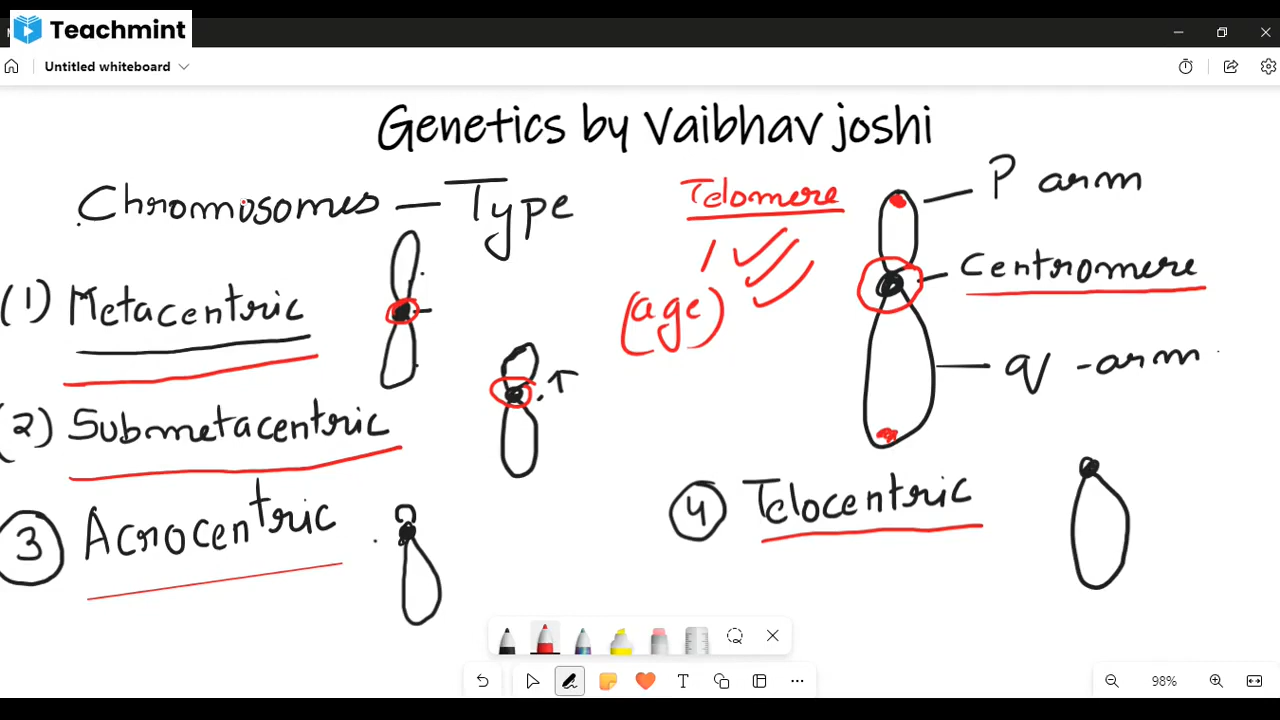 Teachmint
Untitled whiteboard
Genetics by Vaibhav joshi
Chromosomes - Type
(1) Metacentric
(2) Submetacentric
3 Acrocentric
Telomere
(age)
P arm
Centromere
q - arm
4 Telocentric
98%